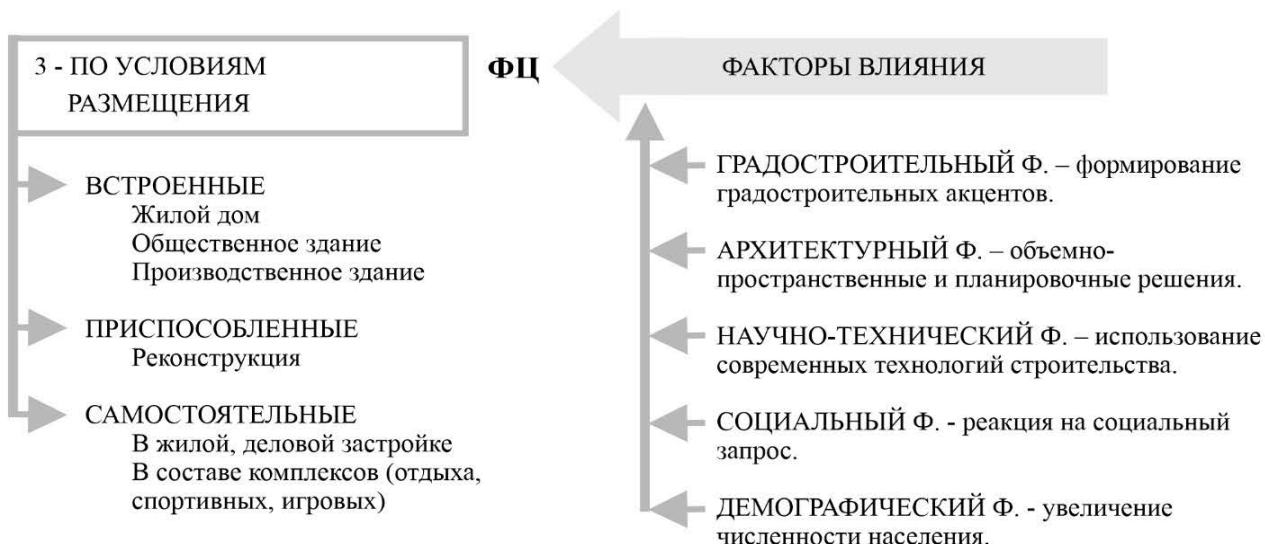 3 - ПО УСЛОВИЯМ
РАЗМЕЩЕНИЯ
ВСТРОЕННЫЕ
Жилой дом
Общественное здание
Производственное здание
ПРИСПОСОБЛЕННЫЕ
Реконструкция
САМОСТОЯТЕЛЬНЫЕ
В жилой, деловой застройке
В составе комплексов (отдыха,
спортивных, игровых)
ФЦ
ФАКТОРЫ ВЛИЯНИЯ
ГРАДОСТРОИТЕЛЬНЫЙ Ф. – формирование
градостроительных акцентов.
АРХИТЕКТУРНЫЙ Ф. – объемно-
пространственные и планировочные решения.
НАУЧНО-ТЕХНИЧЕСКИЙ Ф. – использование
современных технологий строительства.
СОЦИАЛЬНЫЙ Ф. - реакция на социальный
запрос.
ДЕМОГРАФИЧЕСКИЙ Ф. - увеличение
численности населения.